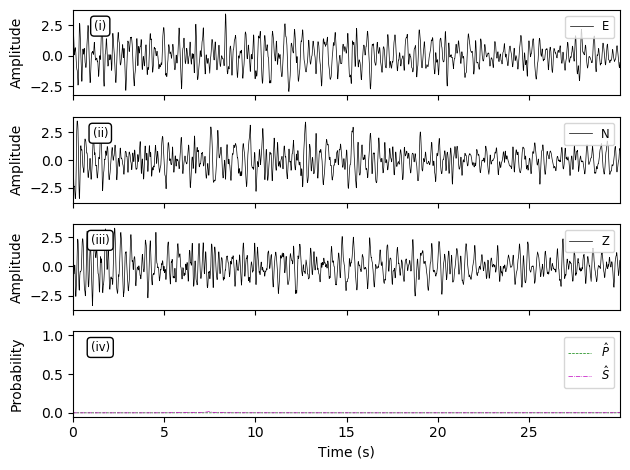 Amplitude
2.5
0.0
−2.5
(i)
E
Amplitude
2.5
0.0
−2.5
(ii)
N
Amplitude
2.5
0.0
−2.5
(iii)
Z
Probability
1.0
0.5
0.0
(iv)
P̂
Ŝ
0 5 10 15 20 25
Time (s)